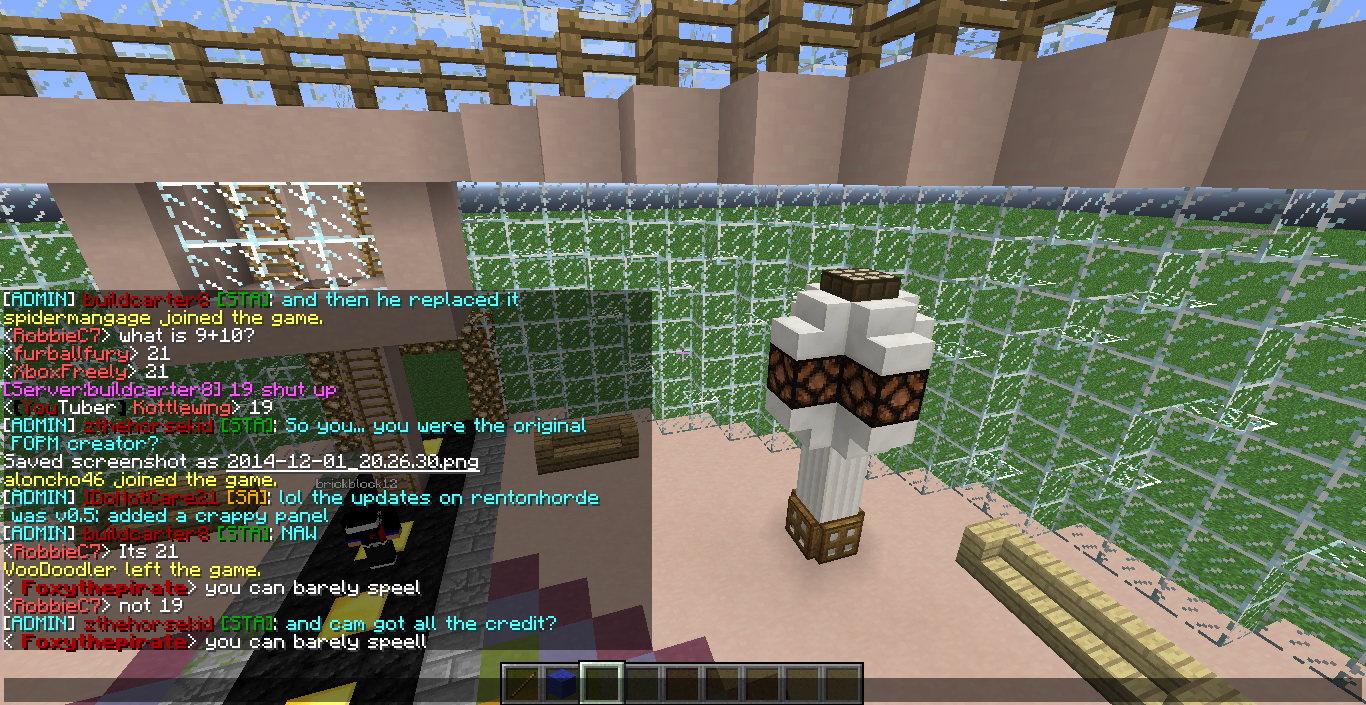 [ADMIN] buildcarter8 [STA]: and then he replaced it
spidermangage joined the game.
<RobbieC7> what is 9+10?
<furballfury> 21
<XboxFreely> 21
[Server:buildcarter8] 19 shut up
<[YouTuber] Kottlewing> 19
[ADMIN] zthehorsekid [STA]: So you... you were the original
FOPM creator?
Saved screenshot as 2014-12-01_20.26.30.png
aloncho46 joined the game.
brickblock12
[ADMIN] IDoNotCare21 [SA]: lol the updates on rentonhorde
was v0.5: added a crappy panel
[ADMIN] buildcarter8 [STA]: NAW
<RobbieC7> Its 21
VooDoodler left the game.
< Foxythepirate> you can barely speel
<RobbieC7> not 19
[ADMIN] zthehorsekid [STA]: and cam got all the credit?
< Foxythepirate> you can barely speell